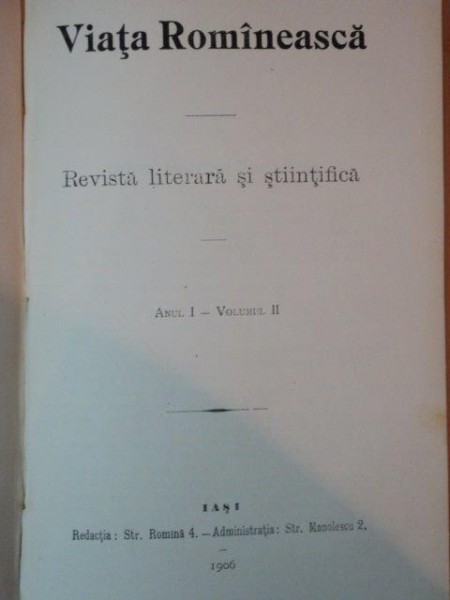 Viaţa Romînească
Revistă literară şi ştiinţifică
ANUL I — VOLUMUL II
IAŞI
Redacţia: Str. Romînă 4. — Administraţia: Str. Manolescu 2.
1906